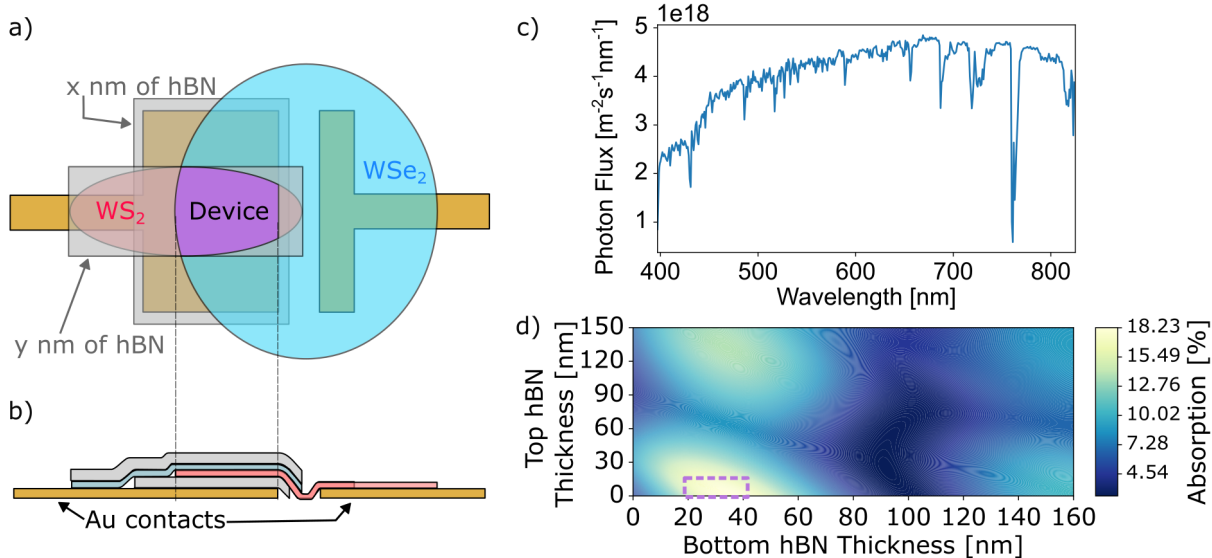 a)
x nm of hBN
WSe₂
WS₂
Device
y nm of hBN
b)
Au contacts
c)
1e18
5
4
3
2
1
Photon Flux [m⁻²s⁻¹nm⁻¹]
400 500 600 700 800
Wavelength [nm]
d)
150
120
90
60
30
0
Top hBN
Thickness [nm]
0 20 40 60 80 100 120 140 160
Bottom hBN Thickness [nm]
18.23
15.49
12.76
10.02
7.28
4.54
Absorption [%]